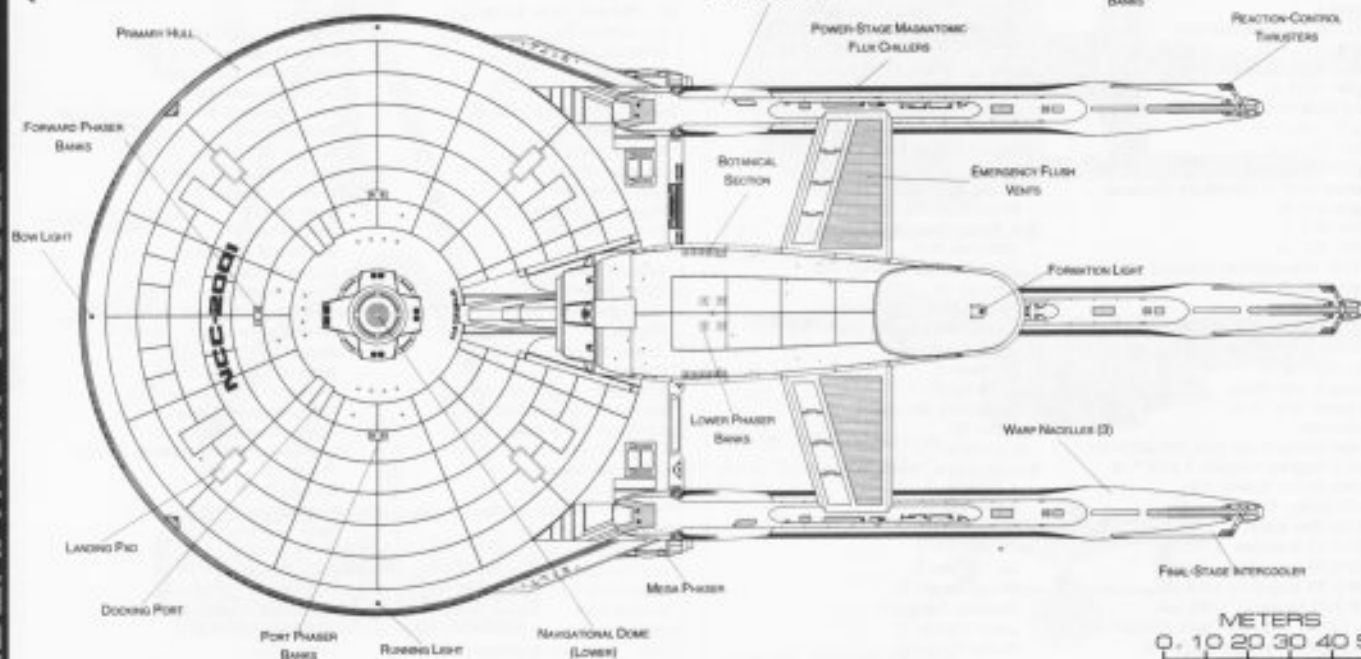 BANKS
PRIMARY HULL
POWER-STAGE MAGNATOMIC
FLUX CHILLERS
REACTION-CONTROL
THRUSTERS
FORWARD PHASER
BANKS
BOTANICAL
SECTION
EMERGENCY FLUSH
VENTS
BOW LIGHT
NCC-2001
FORMATION LIGHT
LOWER PHASER
BANKS
WARP NACELLES (3)
LANDING PAD
MEGA PHASER
FINAL-STAGE INTERCOOLER
DOCKING PORT
PORT PHASER
BANKS
RUNNING LIGHT
NAVIGATIONAL DOME
(LOWER)
METERS
0, 10 20 30 40